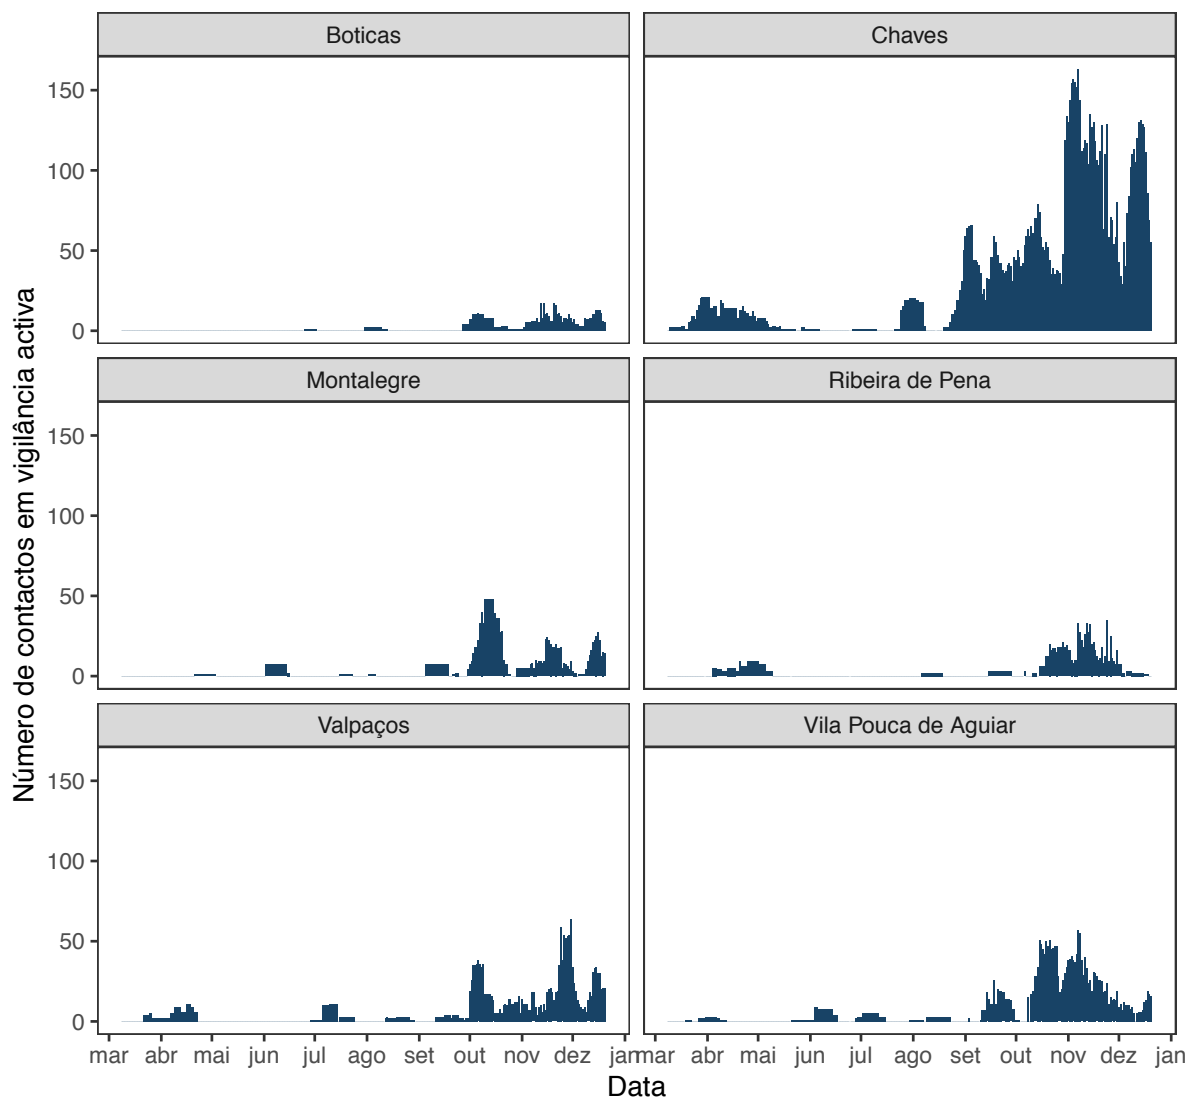 Boticas
Chaves
150
100
50
0
Montalegre
Ribeira de Pena
150
100
50
0
Valpaços
Vila Pouca de Aguiar
150
100
50
0
mar abr mai jun jul ago set out nov dez jan
mar abr mai jun jul ago set out nov dez jan
Data
Número de contactos em vigilância activa